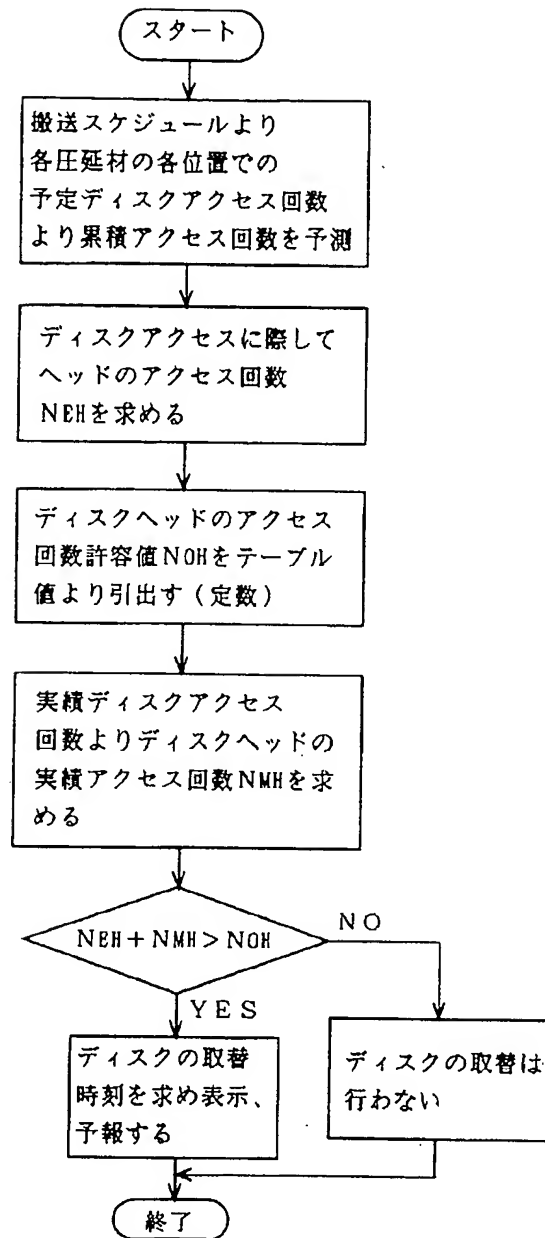 スタート
搬送スケジュールより
各圧延材の各位置での
予定ディスクアクセス回数
より累積アクセス回数を予測
ディスクアクセスに際して
ヘッドのアクセス回数
NEHを求める
ディスクヘッドのアクセス
回数許容値NOHをテーブル
値より引出す（定数）
実績ディスクアクセス
回数よりディスクヘッドの
実績アクセス回数NMHを求
める
NEH+NMH>NOH
NO
YES
ディスクの取替
時刻を求め表示、
予報する
ディスクの取替は
行わない
終了